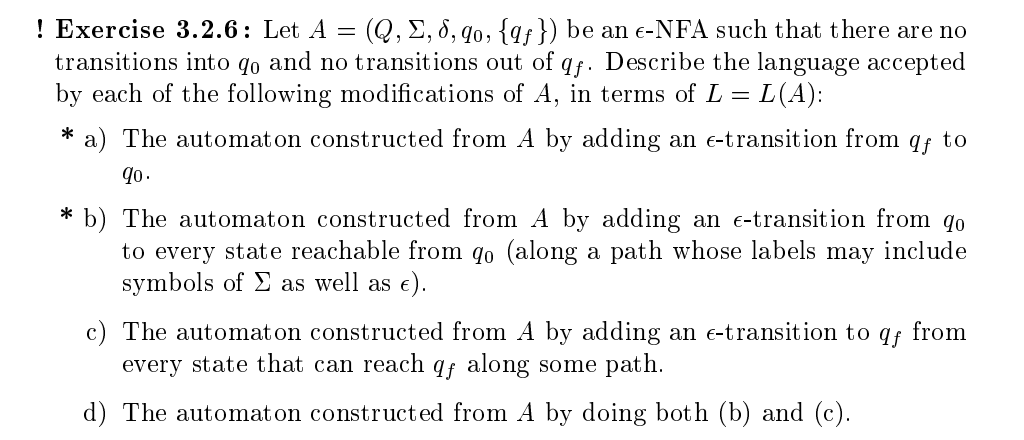 ! Exercise 3.2.6: Let A = (Q, Σ, δ, q₀, {q_f}) be an ϵ-NFA such that there are no
transitions into q₀ and no transitions out of q_f. Describe the language accepted
by each of the following modifications of A, in terms of L = L(A):
* a) The automaton constructed from A by adding an ϵ-transition from q_f to
q₀.
* b) The automaton constructed from A by adding an ϵ-transition from q₀
to every state reachable from q₀ (along a path whose labels may include
symbols of Σ as well as ϵ).
c) The automaton constructed from A by adding an ϵ-transition to q_f from
every state that can reach q_f along some path.
d) The automaton constructed from A by doing both (b) and (c).